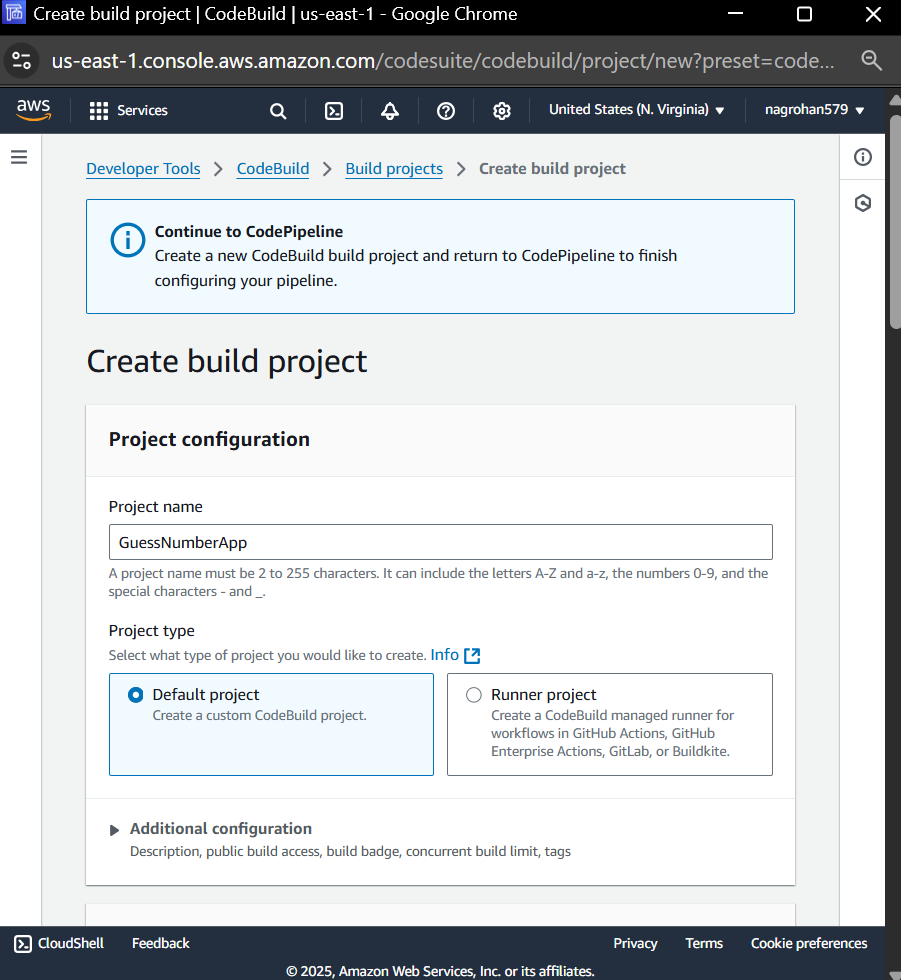 Create build project | CodeBuild | us-east-1 - Google Chrome
us-east-1.console.aws.amazon.com/codesuite/codebuild/project/new?preset=code...
aws
Services
United States (N. Virginia)
nagrohan579
Developer Tools > CodeBuild > Build projects > Create build project
Continue to CodePipeline
Create a new CodeBuild build project and return to CodePipeline to finish
configuring your pipeline.
Create build project
Project configuration
Project name
GuessNumberApp
A project name must be 2 to 255 characters. It can include the letters A-Z and a-z, the numbers 0-9, and the
special characters - and _.
Project type
Select what type of project you would like to create. Info
Default project
Create a custom CodeBuild project.
Runner project
Create a CodeBuild managed runner for
workflows in GitHub Actions, GitHub
Enterprise Actions, GitLab, or Buildkite.
Additional configuration
Description, public build access, build badge, concurrent build limit, tags
CloudShell
Feedback
Privacy
Terms
Cookie preferences
© 2025, Amazon Web Services, Inc. or its affiliates.